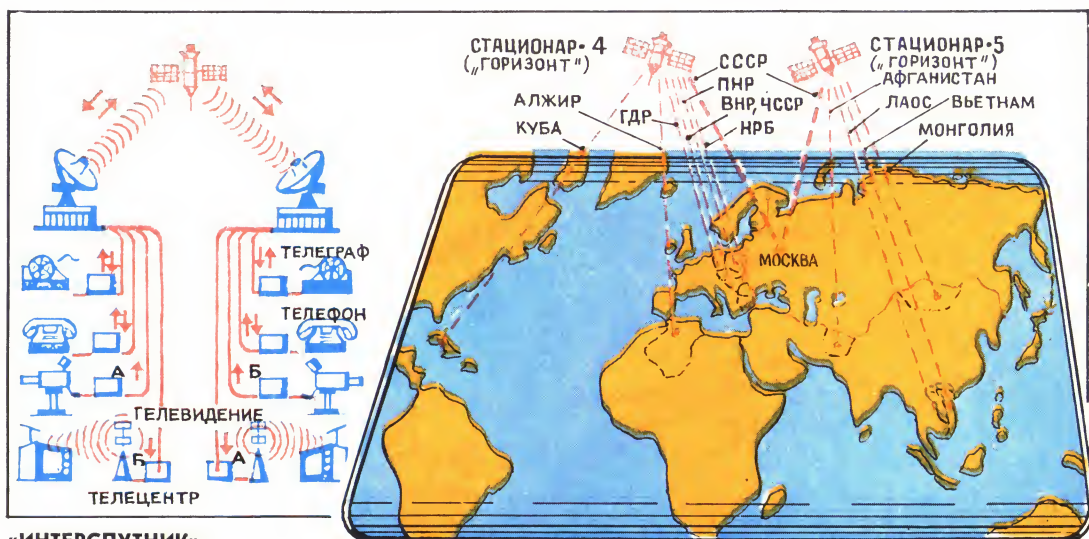 СТАЦИОНАР-4
(„ГОРИЗОНТ")
АЛЖИР
КУБА
ГДР
СССР
ПНР
ВНР, ЧССР
НРБ
СТАЦИОНАР-5
(„ГОРИЗОНТ")
АФГАНИСТАН
ЛАОС
ВЬЕТНАМ
МОНГОЛИЯ
МОСКВА
ТЕЛЕГРАФ
ТЕЛЕФОН
А
Б
ТЕЛЕВИДЕНИЕ
Б
А
ТЕЛЕЦЕНТР
«ИНТЕРСПУТНИК»